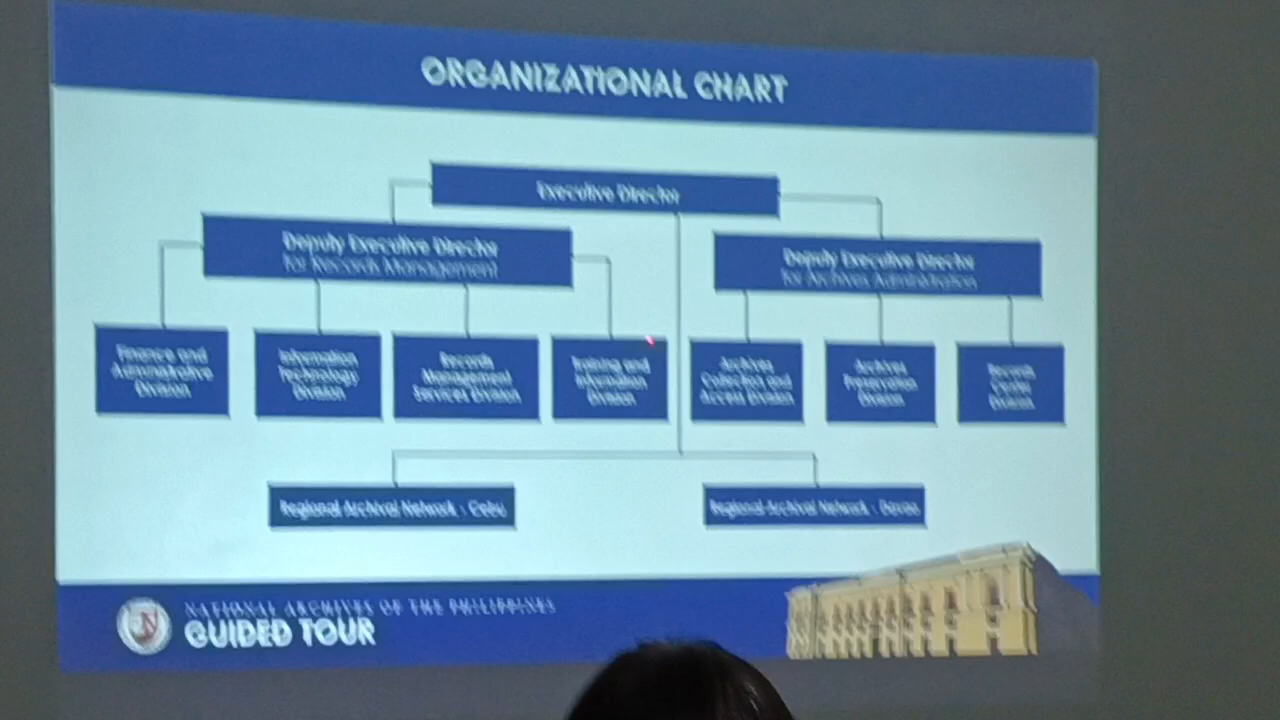 ORGANIZATIONAL CHART
Executive Director
Deputy Executive Director
for Records Management
Deputy Executive Director
for Archives Administration
Finance and
Administrative
Division
Information
Technology
Division
Records
Management
Services Division
Training and
Information
Division
Archives
Collection and
Access Division
Archives
Preservation
Division
Records
Center
Division
Regional Archival Network - Cebu
Regional Archival Network - Davao
NATIONAL ARCHIVES OF THE PHILIPPINES
GUIDED TOUR